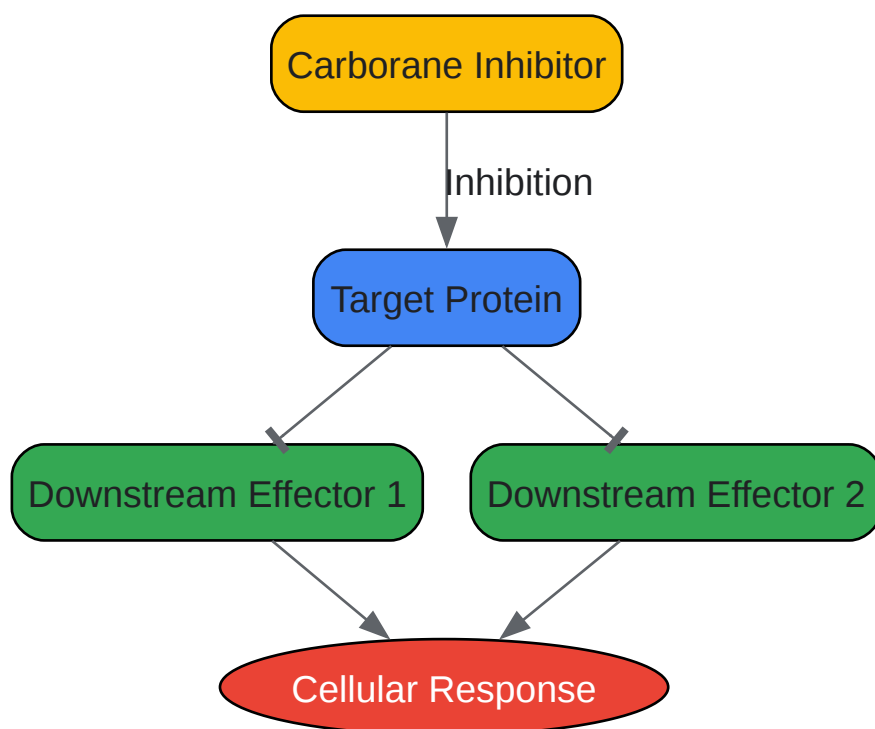 Carborane Inhibitor
Inhibition
Target Protein
Downstream Effector 1
Downstream Effector 2
Cellular Response